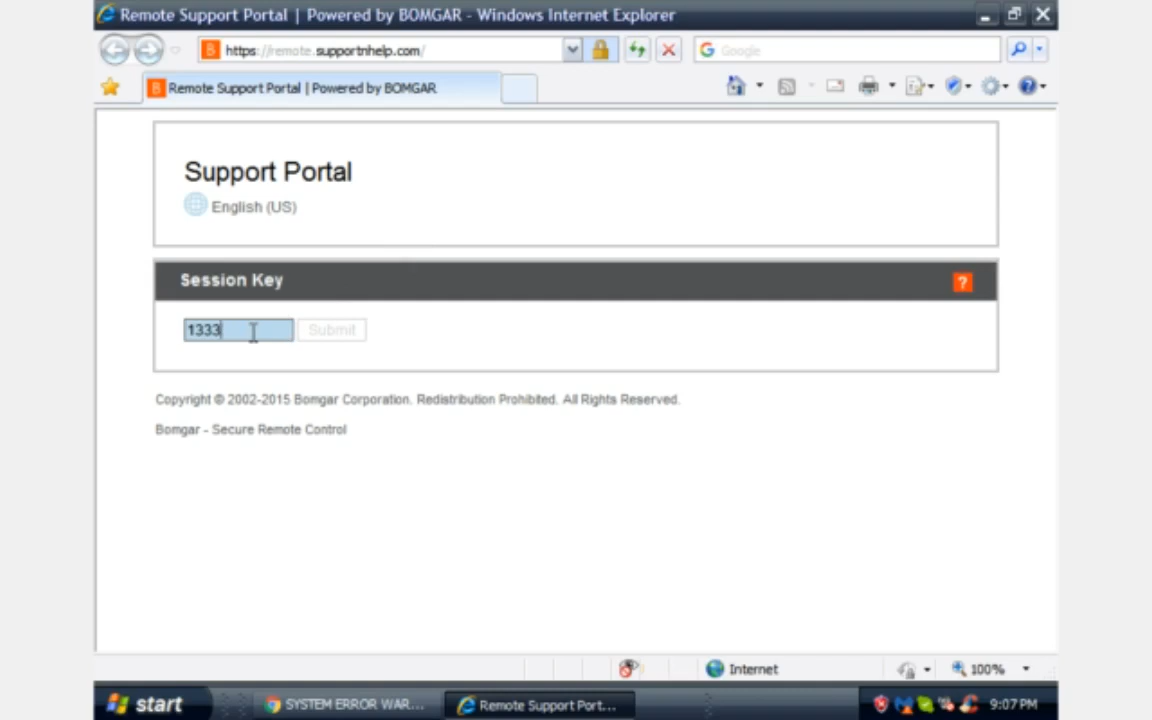 Remote Support Portal | Powered by BOMGAR - Windows Internet Explorer
https://remote.supportnhelp.com/
Google
Remote Support Portal | Powered by BOMGAR
Support Portal
English (US)
Session Key
?
1333
Submit
Copyright © 2002-2015 Bomgar Corporation. Redistribution Prohibited. All Rights Reserved.
Bomgar - Secure Remote Control
Internet
100%
start
SYSTEM ERROR WAR...
Remote Support Port...
9:07 PM